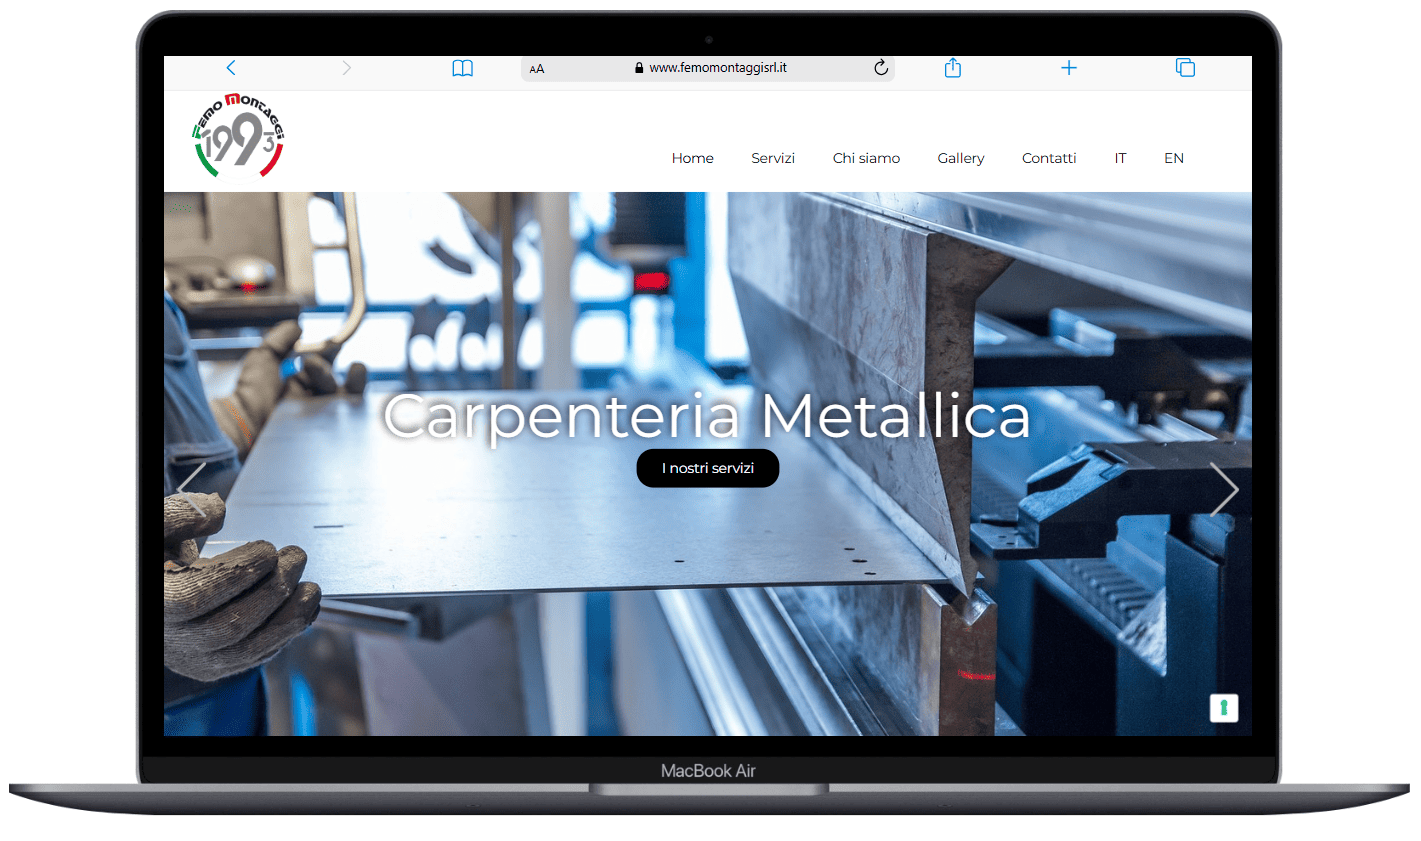 AA
www.femomontaggisrl.it
Femo Montaggi
1993
Home Servizi Chi siamo Gallery Contatti IT EN
Carpenteria Metallica
I nostri servizi
MacBook Air